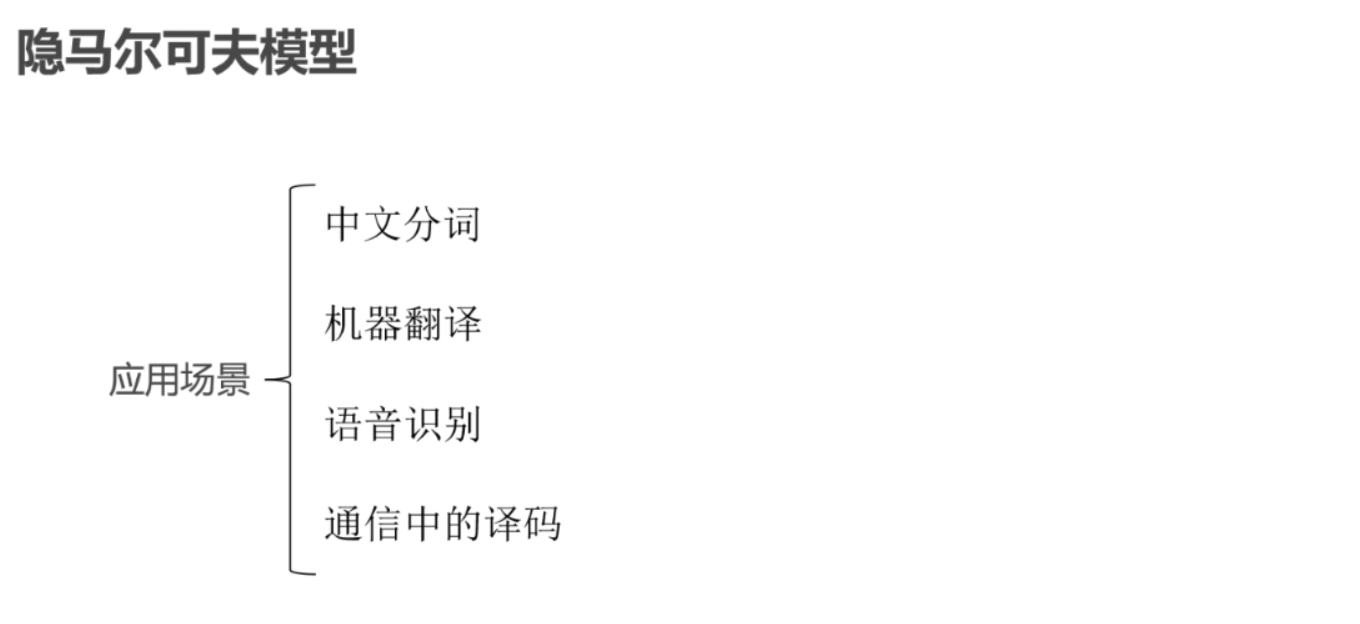 隐马尔可夫模型
中文分词
机器翻译
应用场景
语音识别
通信中的译码